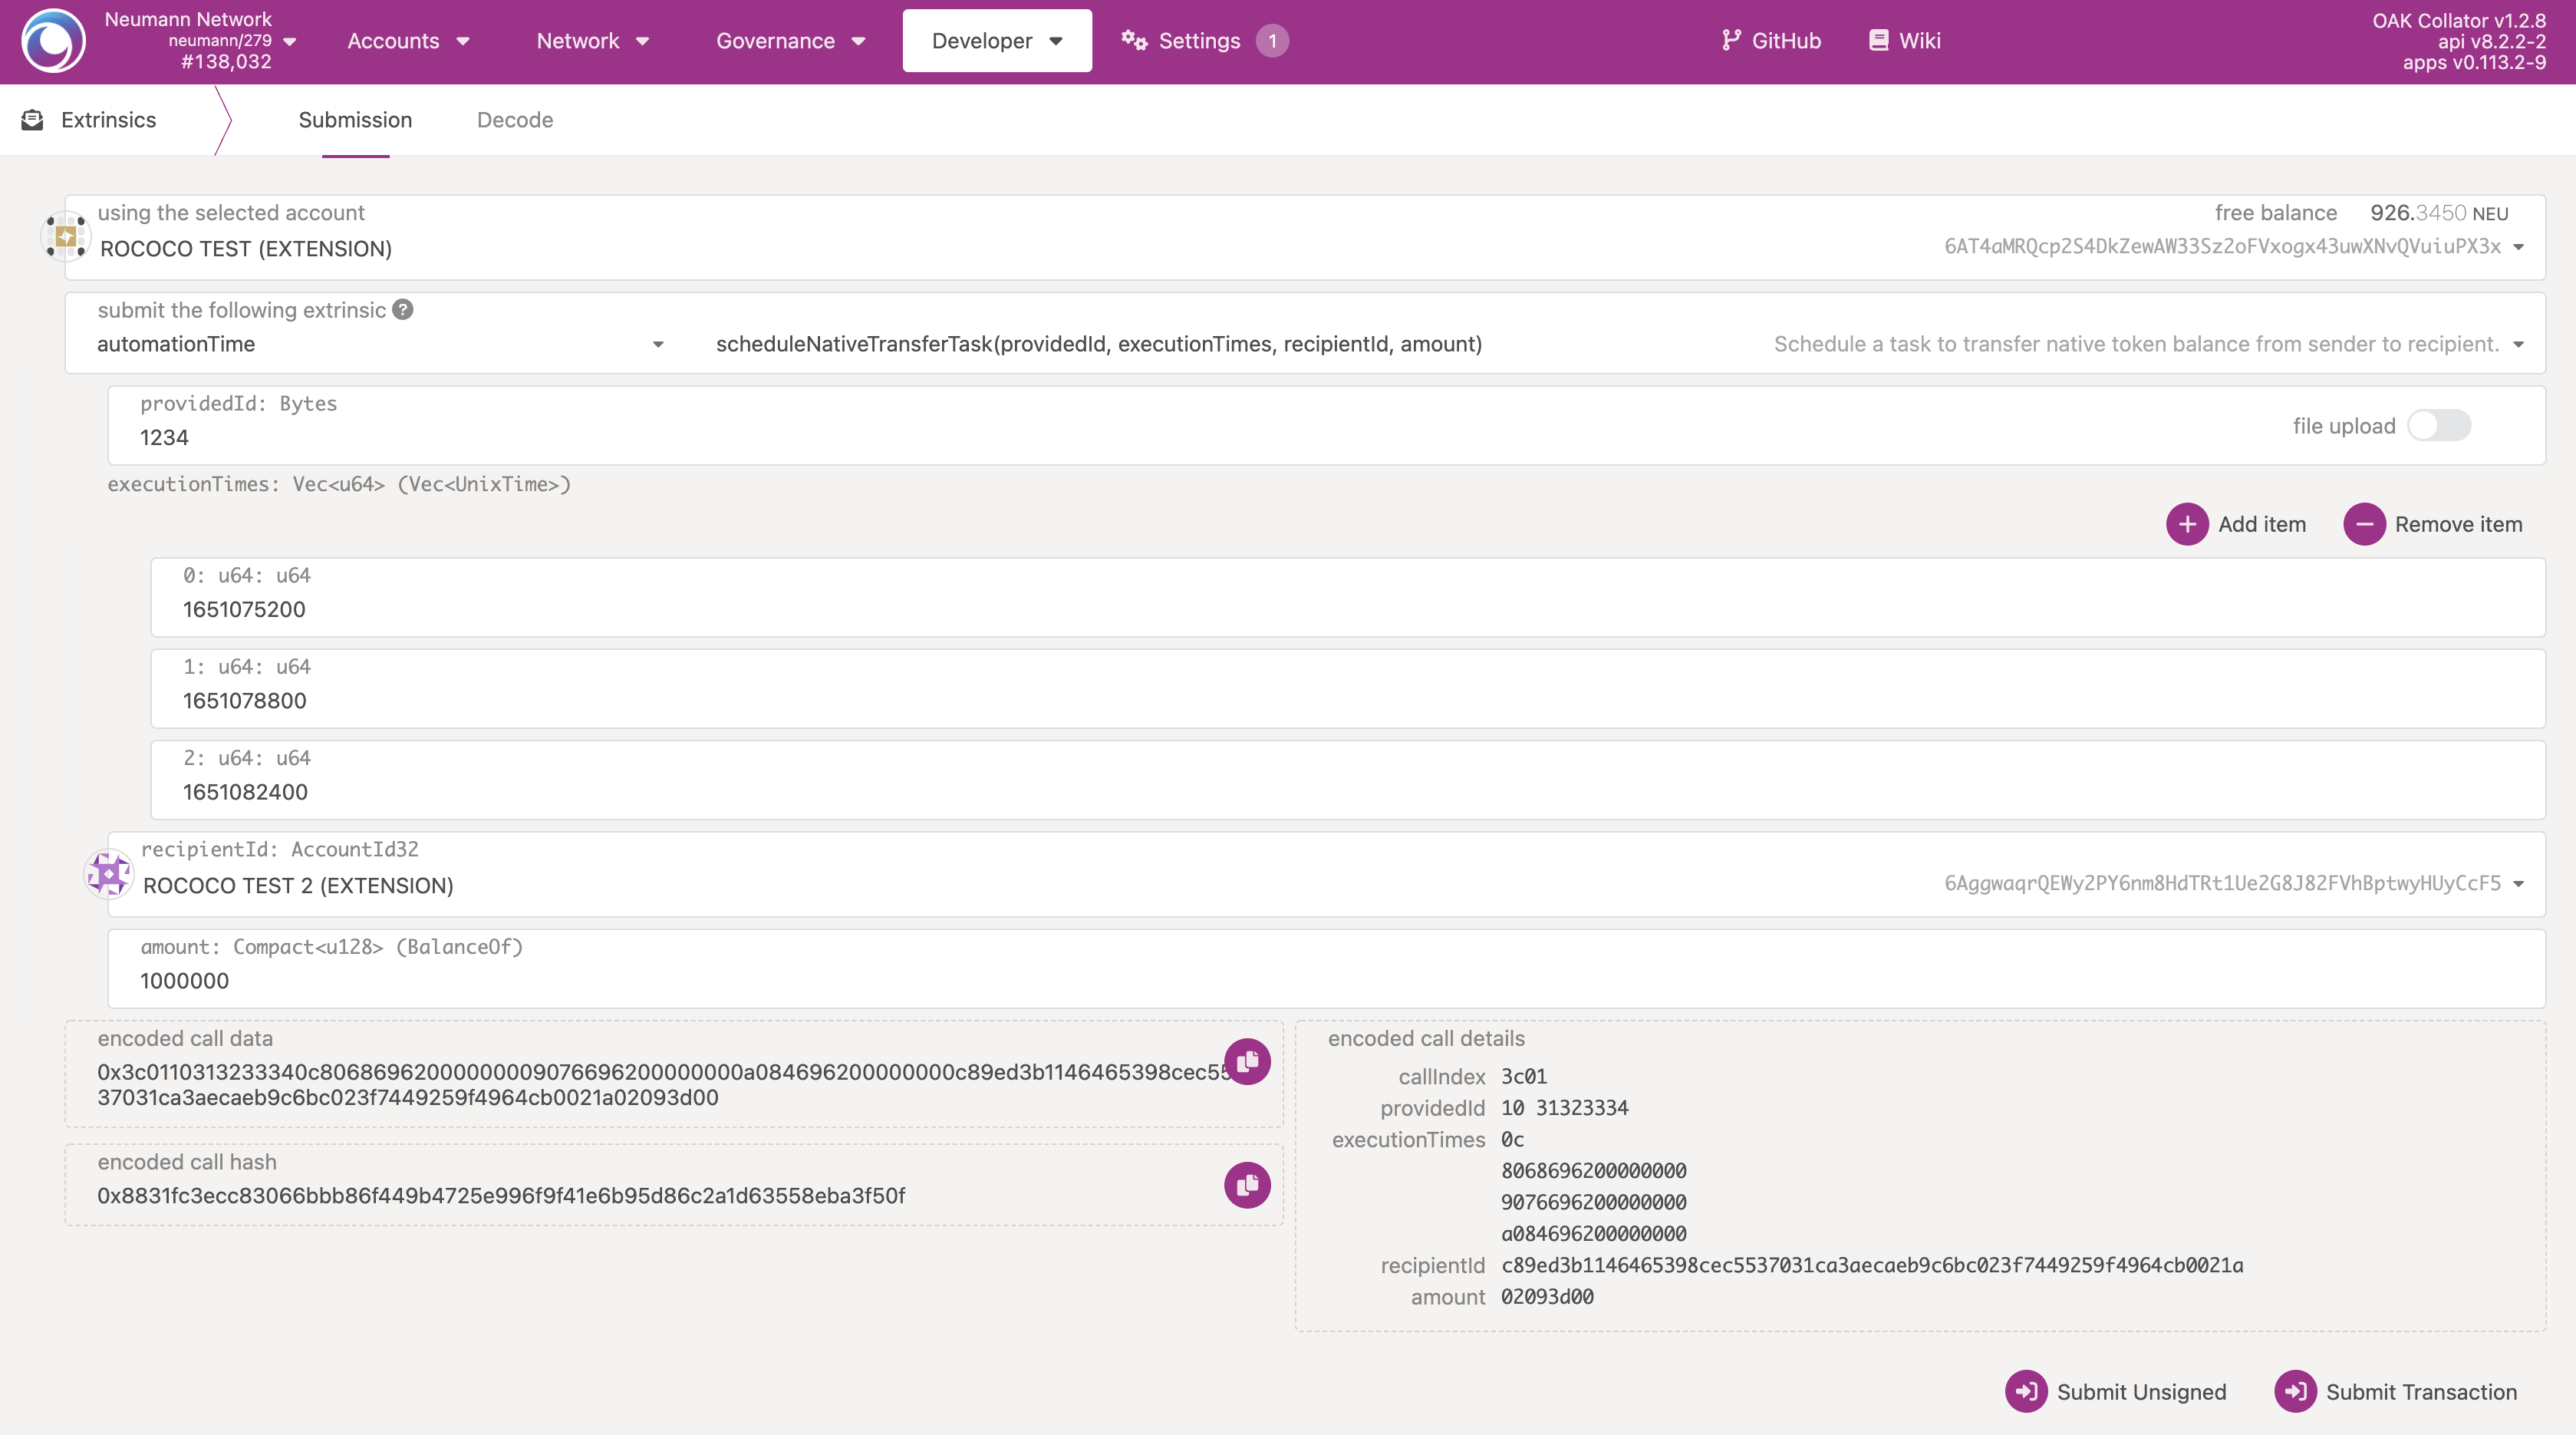 Neumann Network
neumann/279
#138,032
Accounts
Network
Governance
Developer
Settings 1
GitHub
Wiki
OAK Collator v1.2.8
api v8.2.2-2
apps v0.113.2-9
Extrinsics
Submission
Decode
using the selected account
ROCOCO TEST (EXTENSION)
free balance 926.3450 NEU
6AT4aMRQcp2S4DkZewAW33Sz2oFVxogx43uwXNvQVuiuPX3x
submit the following extrinsic ?
automationTime
scheduleNativeTransferTask(providedId, executionTimes, recipientId, amount)
Schedule a task to transfer native token balance from sender to recipient.
providedId: Bytes
1234
file upload
executionTimes: Vec<u64> (Vec<UnixTime>)
Add item
Remove item
0: u64: u64
1651075200
1: u64: u64
1651078800
2: u64: u64
1651082400
recipientId: AccountId32
ROCOCO TEST 2 (EXTENSION)
6AggwaqrQEWy2PY6nm8HdTRt1Ue2G8J82FVhBptwyHUyCcF5
amount: Compact<u128> (BalanceOf)
1000000
encoded call data
0x3c0110313233340c80686962000000009076696200000000a084696200000000c89ed3b1146465398cec55
37031ca3aecaeb9c6bc023f7449259f4964cb0021a02093d00
encoded call hash
0x8831fc3ecc83066bbb86f449b4725e996f9f41e6b95d86c2a1d63558eba3f50f
encoded call details
callIndex 3c01
providedId 10 31323334
executionTimes 0c
8068696200000000
9076696200000000
a084696200000000
recipientId c89ed3b1146465398cec5537031ca3aecaeb9c6bc023f7449259f4964cb0021a
amount 02093d00
Submit Unsigned
Submit Transaction